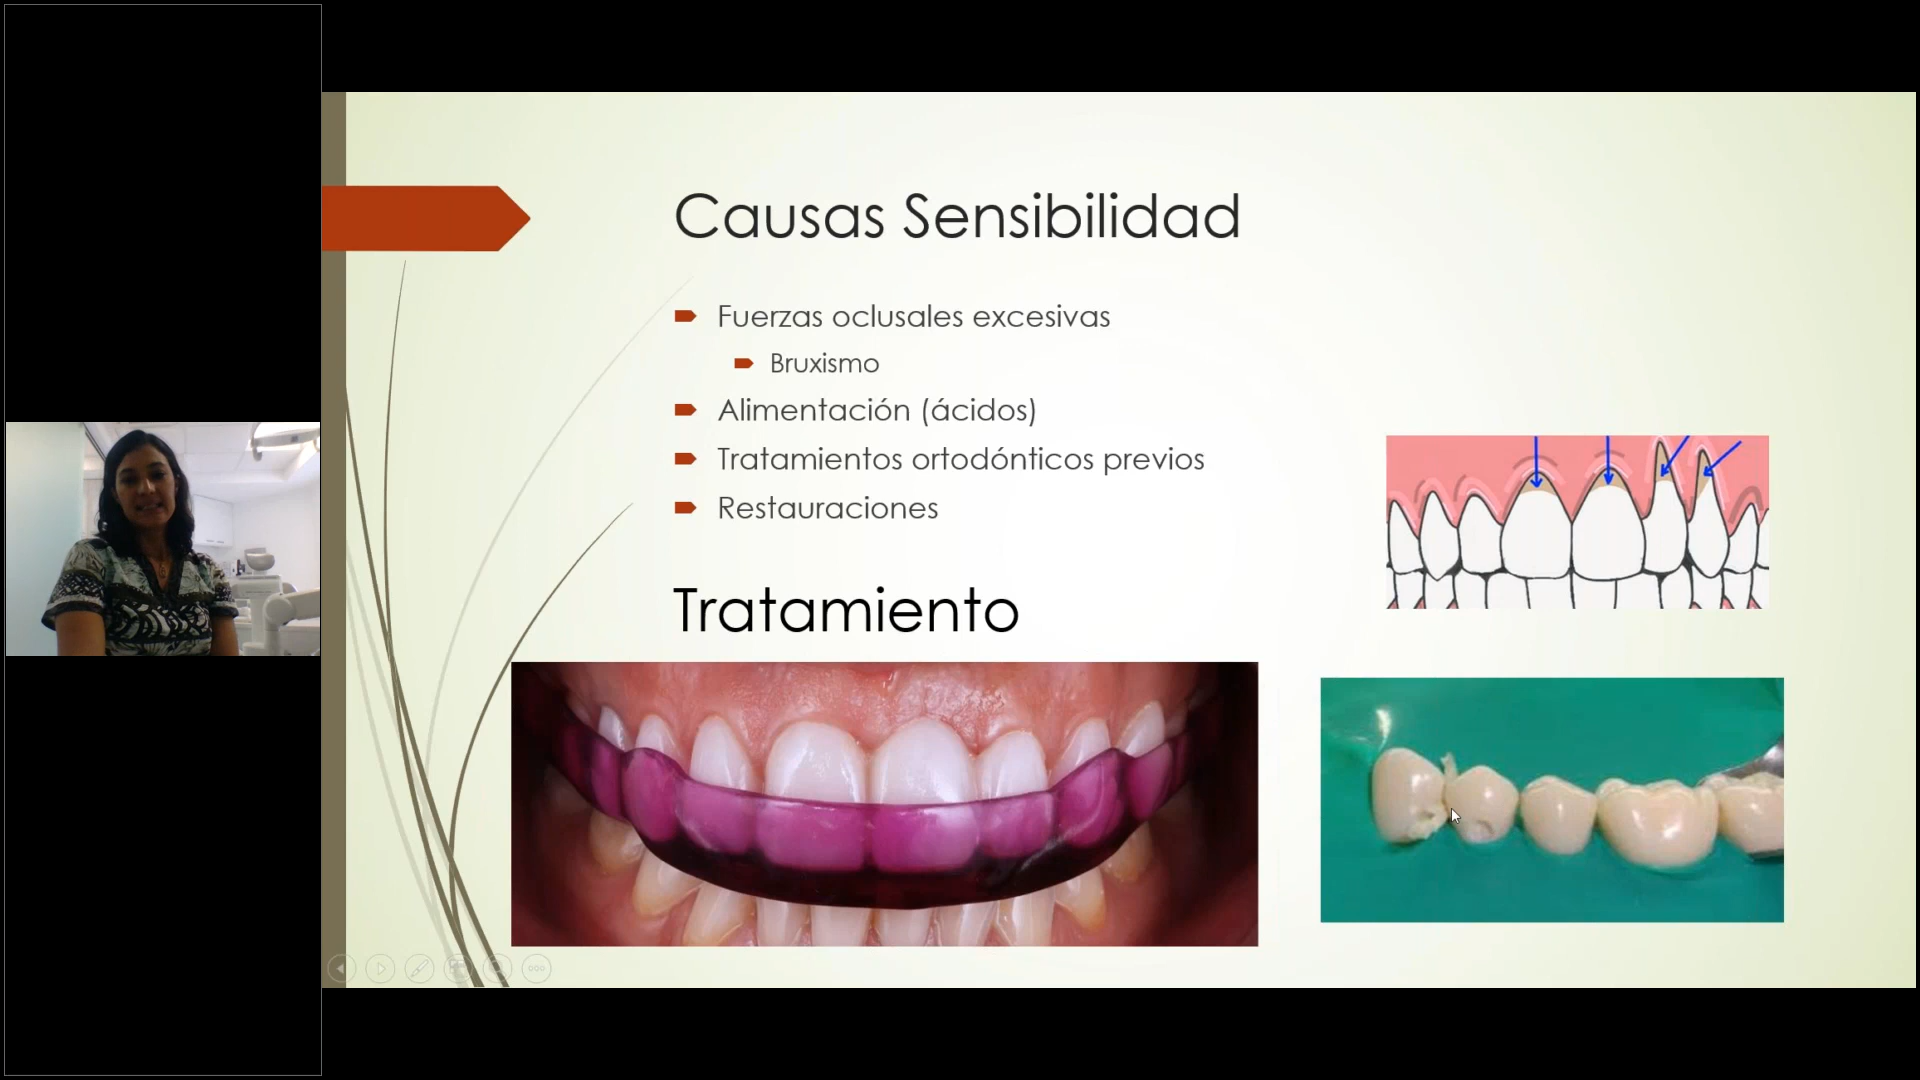 Causas Sensibilidad
Fuerzas oclusales excesivas
Bruxismo
Alimentación (ácidos)
Tratamientos ortodónticos previos
Restauraciones
Tratamiento